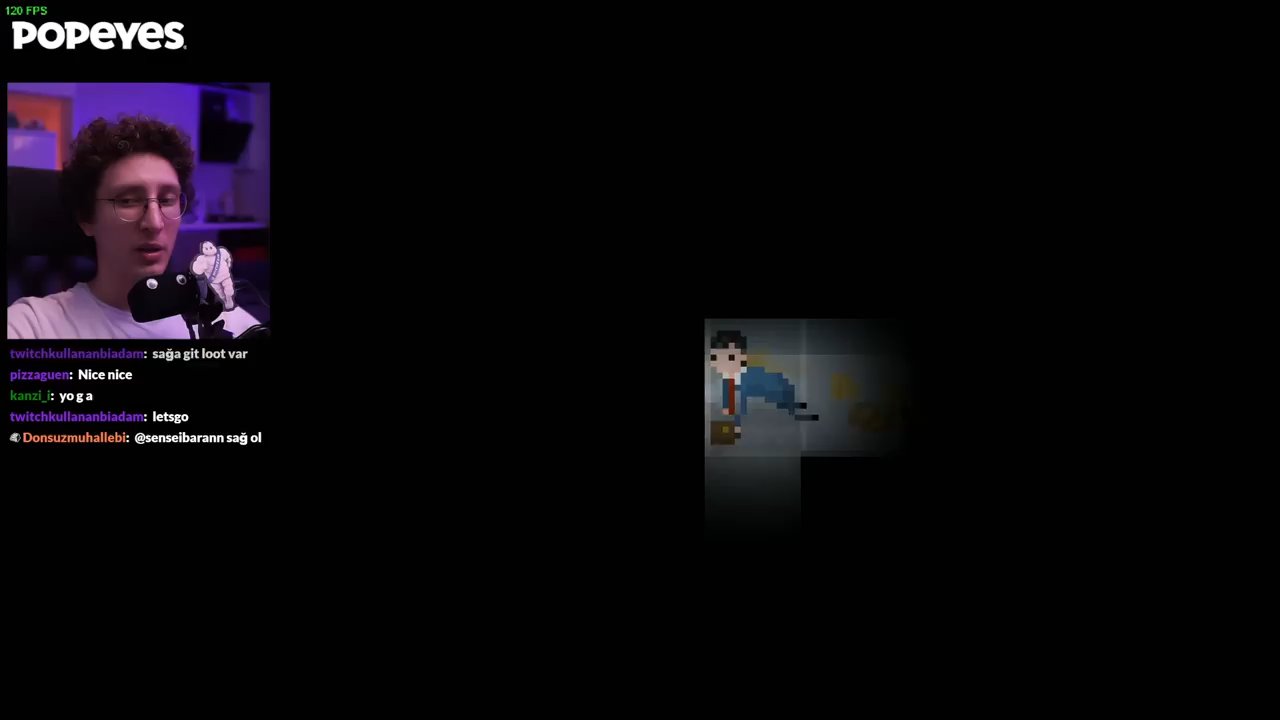 120 FPS
POPEYES
twitchkullananbiadam: sağa git loot var
pizzaguen: Nice nice
kanzi_i: yo g a
twitchkullananbiadam: letsgo
Donsuzmuhallebi: @senseibarann sağ ol